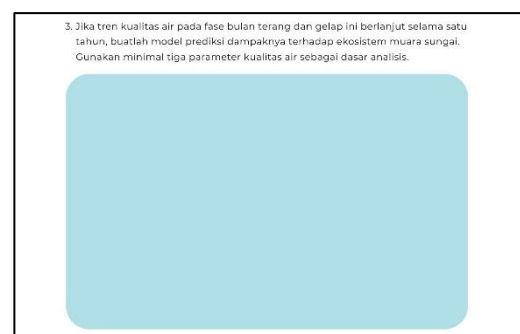 3. Jika tren kualitas air pada fase bulan terang dan gelap ini berlanjut selama satu
tahun, buatlah model prediksi dampaknya terhadap ekosistem muara sungai.
Gunakan minimal tiga parameter kualitas air sebagai dasar analisis.